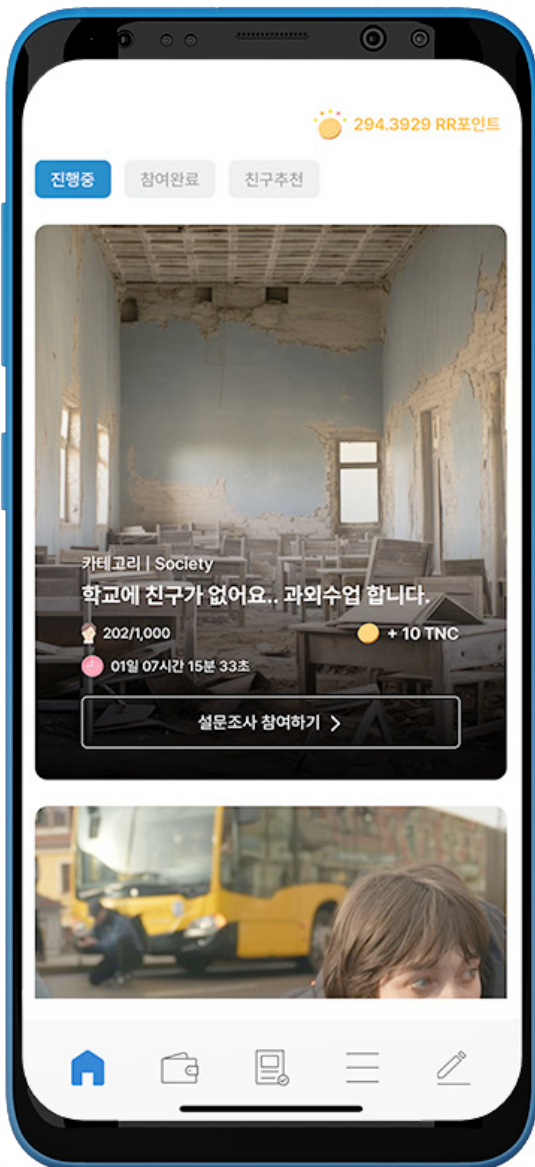 294.3929 RR포인트
진행중 참여완료 친구추천
카테고리 | Society
학교에 친구가 없어요.. 과외수업 합니다.
202/1,000 + 10 TNC
01일 07시간 15분 33초
설문조사 참여하기 >